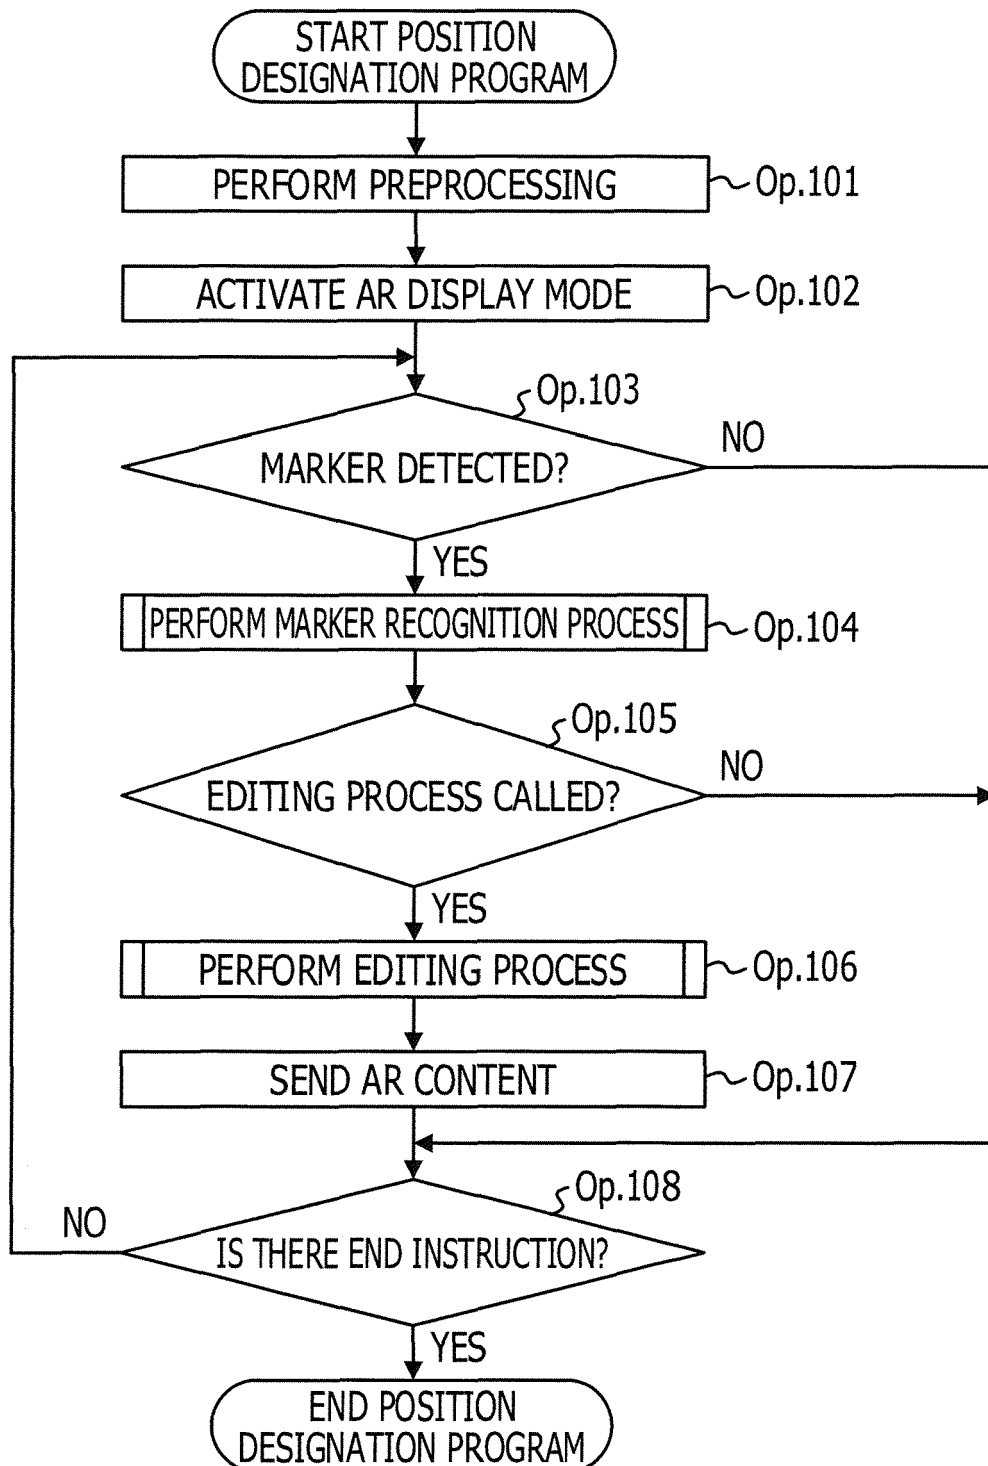 START POSITION
DESIGNATION PROGRAM
PERFORM PREPROCESSING
Op.101
ACTIVATE AR DISPLAY MODE
Op.102
Op.103
MARKER DETECTED?
NO
YES
PERFORM MARKER RECOGNITION PROCESS
Op.104
Op.105
EDITING PROCESS CALLED?
NO
YES
PERFORM EDITING PROCESS
Op.106
SEND AR CONTENT
Op.107
Op.108
NO
IS THERE END INSTRUCTION?
YES
END POSITION
DESIGNATION PROGRAM